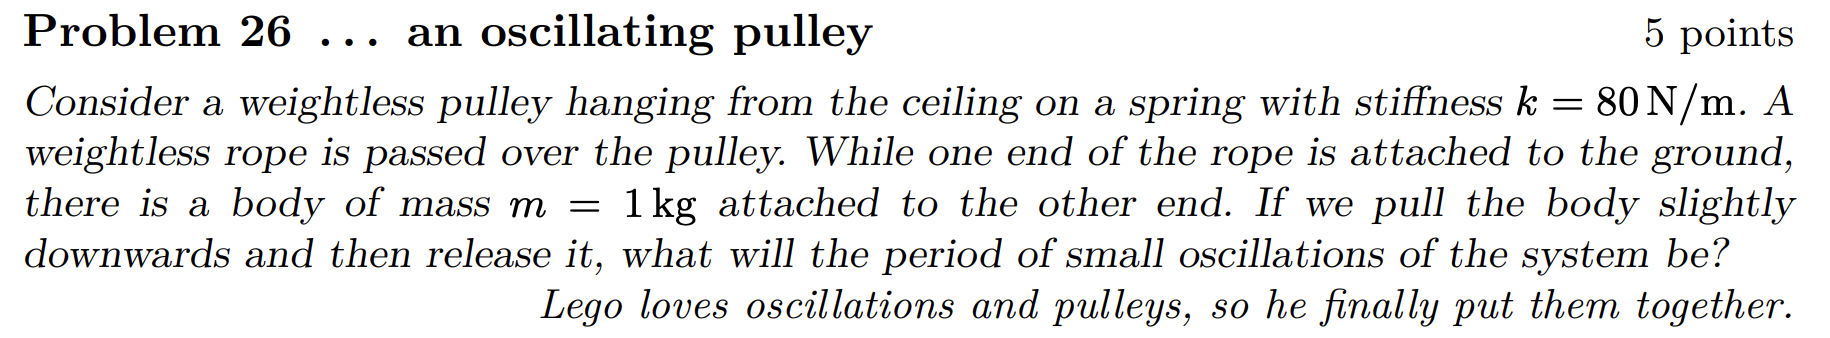 Problem 26 ... an oscillating pulley 5 points
Consider a weightless pulley hanging from the ceiling on a spring with stiffness k = 80 N/m. A
weightless rope is passed over the pulley. While one end of the rope is attached to the ground,
there is a body of mass m = 1 kg attached to the other end. If we pull the body slightly
downwards and then release it, what will the period of small oscillations of the system be?
Lego loves oscillations and pulleys, so he finally put them together.